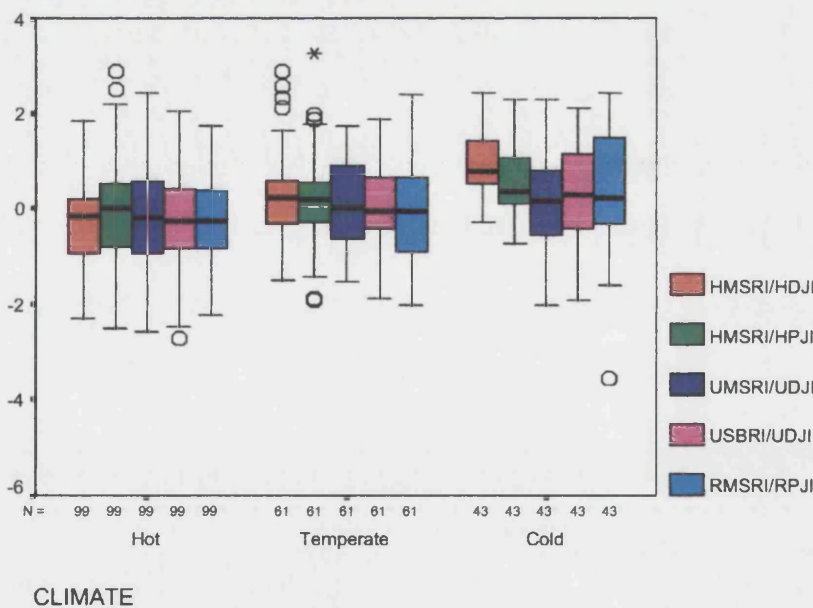 4
2
0
-2
-4
-6
N = 99 99 99 99 99 61 61 61 61 61 43 43 43 43 43
Hot Temperate Cold
CLIMATE
HMSRI/HDJI
HMSRI/HPJI
UMSRI/UDJI
USBRI/UDJI
RMSRI/RPJI